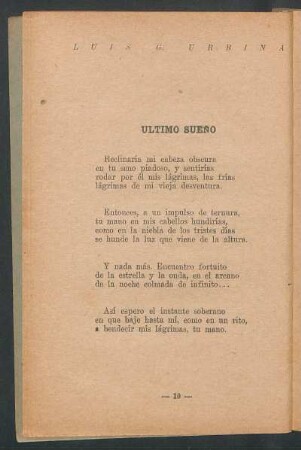 LUIS G. URBINA
ULTIMO SUEÑO
Reclinaría mi cabeza obscura
en tu seno piadoso, y sentirías
rodar por él mis lágrimas, las frías
lágrimas de mi vieja desventura.
Entonces, a un impulso de ternura,
tu mano en mis cabellos hundirías,
como en la niebla de los tristes días
se hunde la luz que viene de la altura.
Y nada más. Encuentro fortuito
de la estrella y la onda, en el arcano
de la noche colmada de infinito....
Así espero el instante soberano
en que baje hasta mí, como en un rito,
a bendecir mis lágrimas, tu mano.
— 19 —